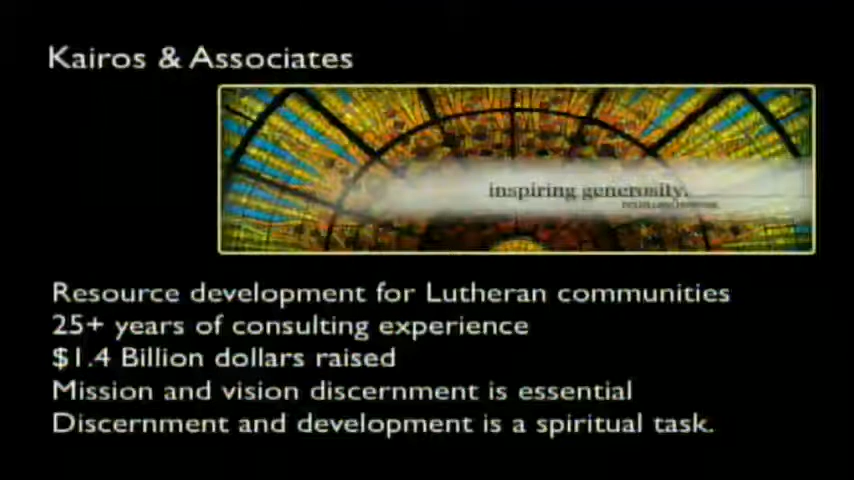 Kairos & Associates
inspiring generosity.
Resource development for Lutheran communities
25+ years of consulting experience
$1.4 Billion dollars raised
Mission and vision discernment is essential
Discernment and development is a spiritual task.